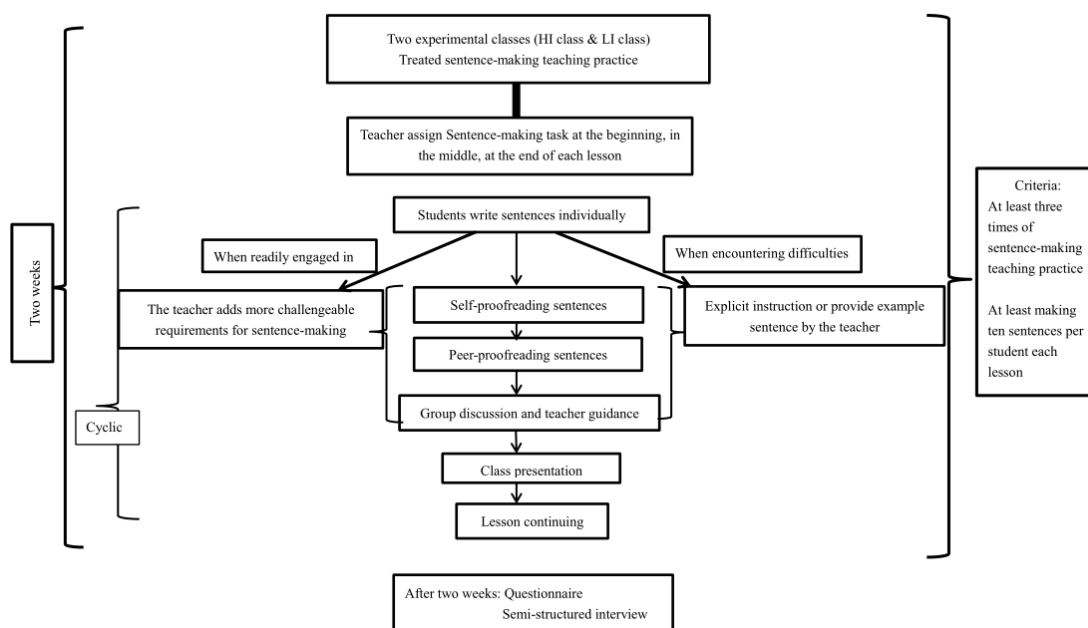 Two experimental classes (HI class & LI class)
Treated sentence-making teaching practice
Teacher assign Sentence-making task at the beginning, in
the middle, at the end of each lesson
Students write sentences individually
When readily engaged in
When encountering difficulties
The teacher adds more challengeable
requirements for sentence-making
Self-proofreading sentences
Explicit instruction or provide example
sentence by the teacher
Peer-proofreading sentences
Group discussion and teacher guidance
Class presentation
Lesson continuing
Two weeks
Cyclic
Criteria:
At least three
times of
sentence-making
teaching practice
At least making
ten sentences per
student each
lesson
After two weeks: Questionnaire
Semi-structured interview